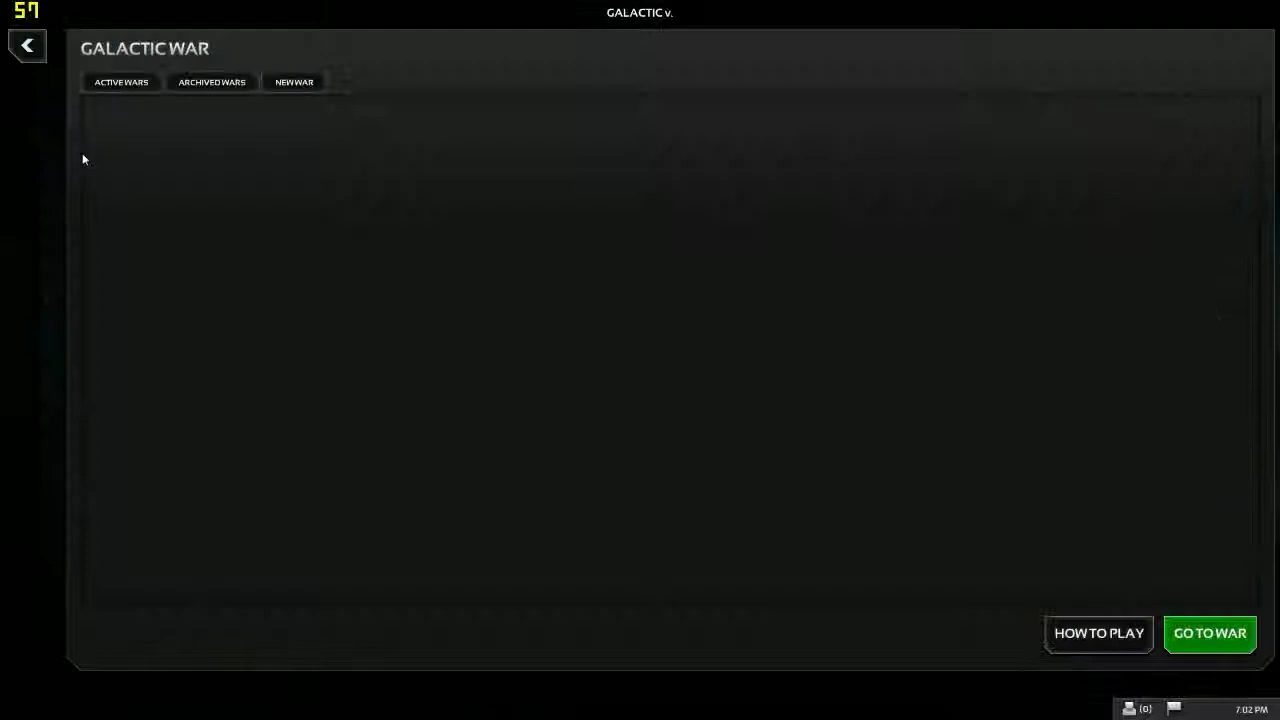 57
GALACTIC v.
GALACTIC WAR
ACTIVE WARS ARCHIVED WARS NEW WAR
HOW TO PLAY GO TO WAR
(0) 7:02 PM